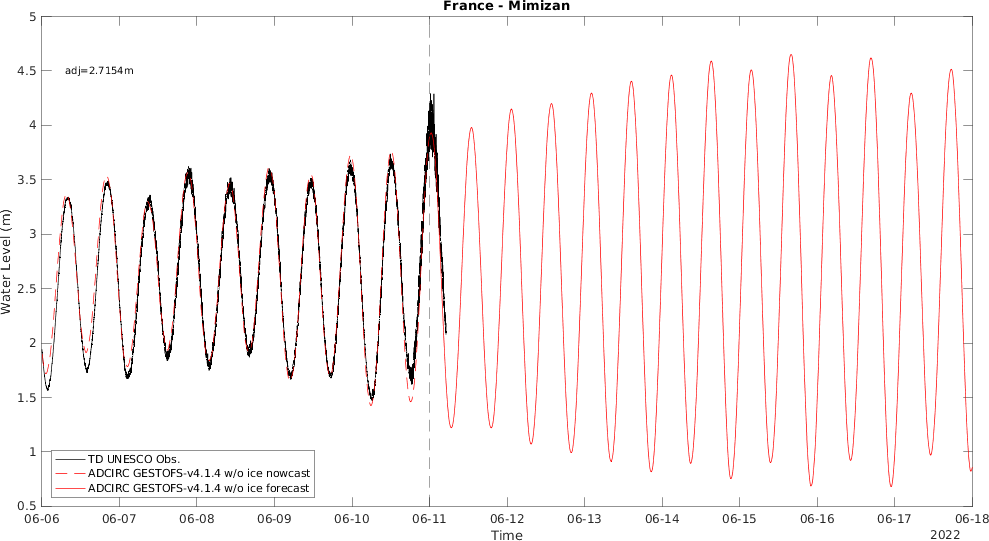 France - Mimizan
5
4.5
4
3.5
3
2.5
2
1.5
1
0.5
Water Level (m)
adj=2.7154m
TD UNESCO Obs.
ADCIRC GESTOFS-v4.1.4 w/o ice nowcast
ADCIRC GESTOFS-v4.1.4 w/o ice forecast
06-06 06-07 06-08 06-09 06-10 06-11 06-12 06-13 06-14 06-15 06-16 06-17 06-18
Time
2022